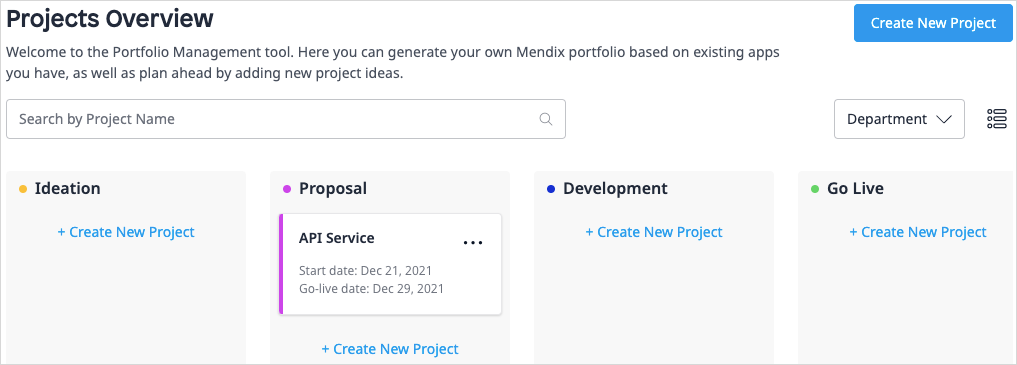 Projects Overview
Create New Project
Welcome to the Portfolio Management tool. Here you can generate your own Mendix portfolio based on existing apps
you have, as well as plan ahead by adding new project ideas.
Search by Project Name
Department
Ideation
+ Create New Project
Proposal
API Service
Start date: Dec 21, 2021
Go-live date: Dec 29, 2021
+ Create New Project
Development
+ Create New Project
Go Live
+ Create New Project